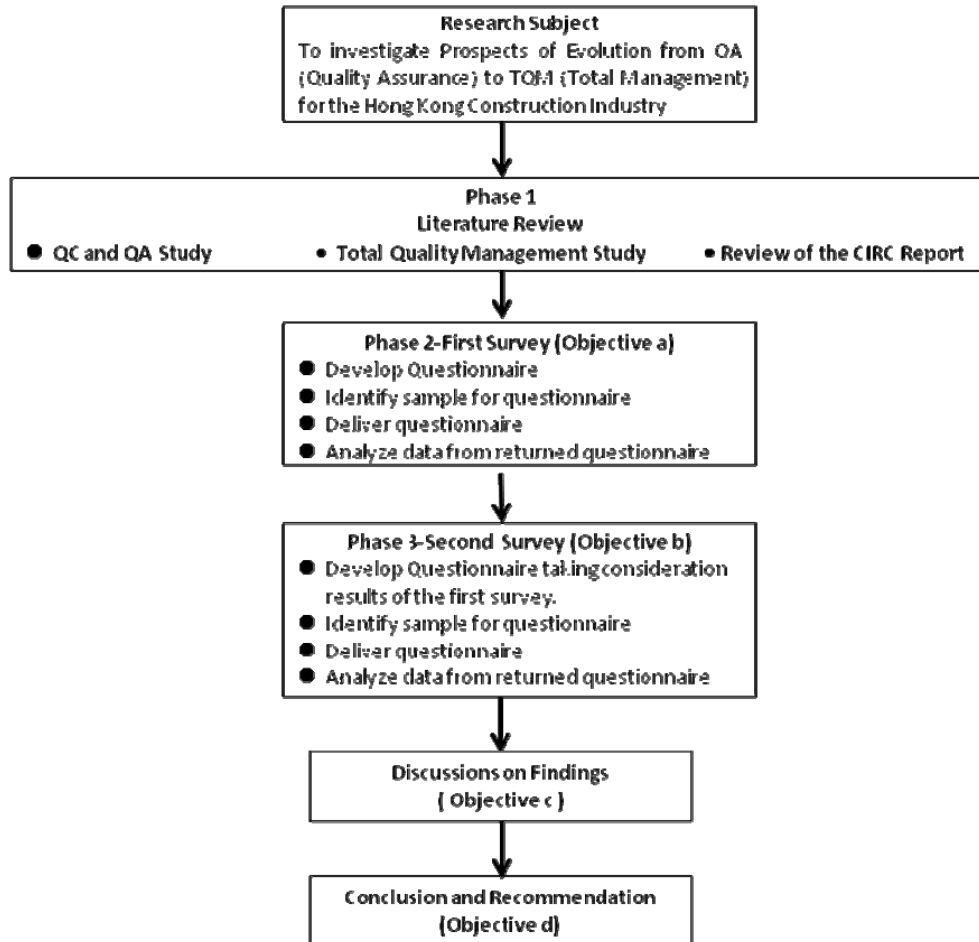 Research Subject
To investigate Prospects of Evolution from QA
(Quality Assurance) to TQM (Total Management)
for the Hong Kong Construction Industry
Phase 1
Literature Review
● QC and QA Study • Total Quality Management Study • Review of the CIRC Report
Phase 2-First Survey (Objective a)
● Develop Questionnaire
● Identify sample for questionnaire
● Deliver questionnaire
● Analyze data from returned questionnaire
Phase 3-Second Survey (Objective b)
● Develop Questionnaire taking consideration
results of the first survey.
● Identify sample for questionnaire
● Deliver questionnaire
● Analyze data from returned questionnaire
Discussions on Findings
( Objective c )
Conclusion and Recommendation
(Objective d)